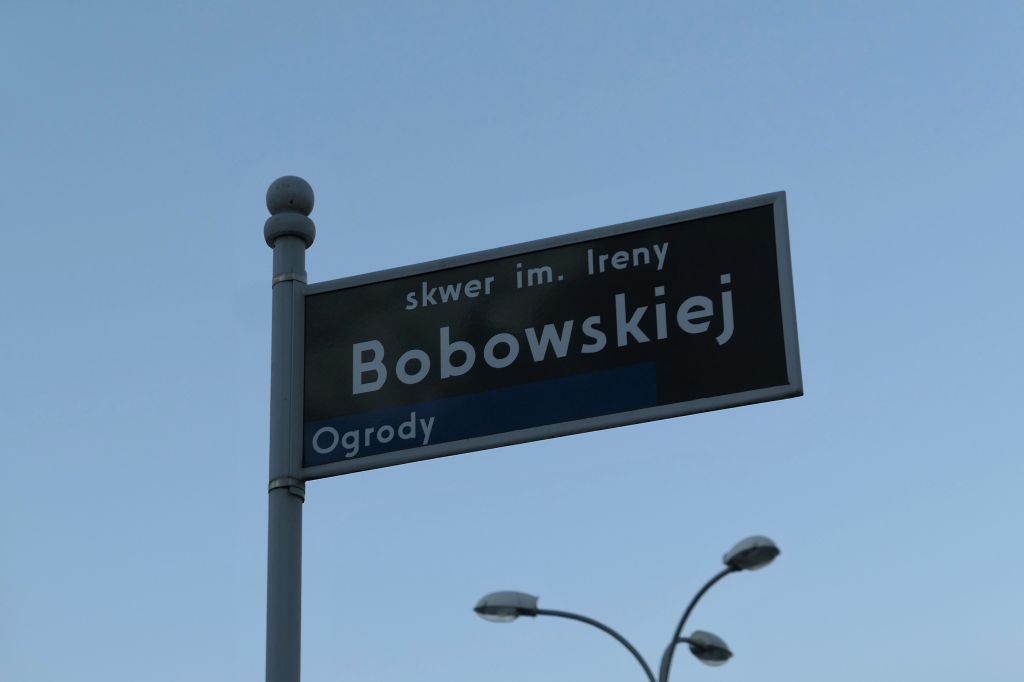 skwer im. Ireny
Bobowskiej
Ogrody